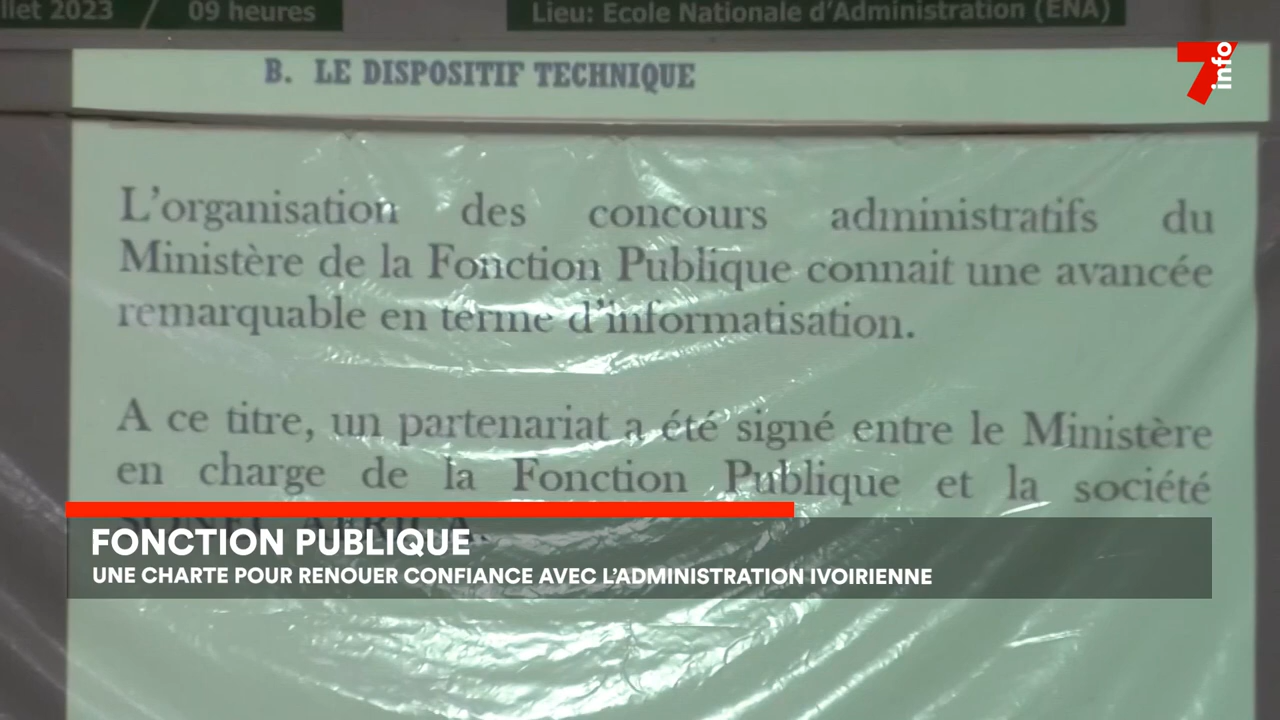 llet 2023 / 09 heures
Lieu: Ecole Nationale d'Administration (ENA)
7 info
B. LE DISPOSITIF TECHNIQUE
L'organisation des concours administratifs du
Ministère de la Fonction Publique connait une avancée
remarquable en terme d'informatisation.
A ce titre, un partenariat a été signé entre le Ministère
en charge de la Fonction Publique et la société
FONCTION PUBLIQUE
UNE CHARTE POUR RENOUER CONFIANCE AVEC L'ADMINISTRATION IVOIRIENNE